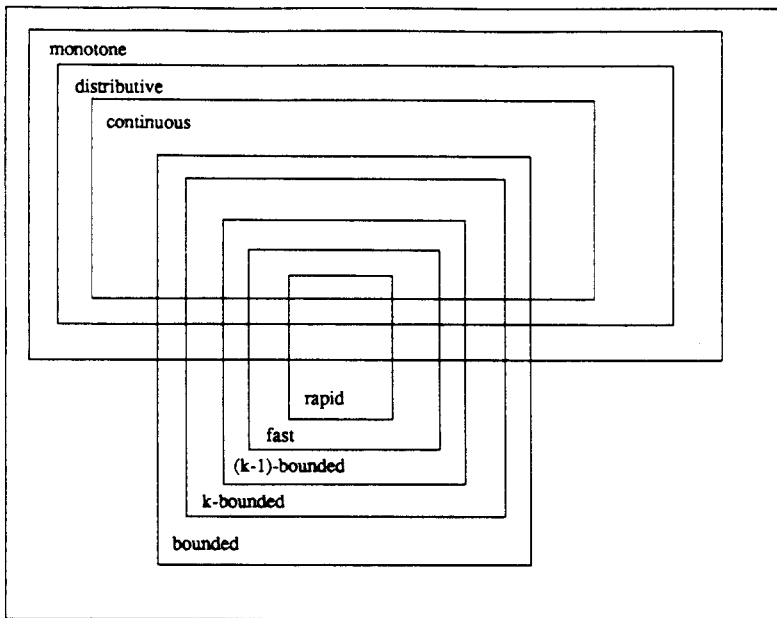 monotone
distributive
continuous
rapid
fast
(k-1)-bounded
k-bounded
bounded